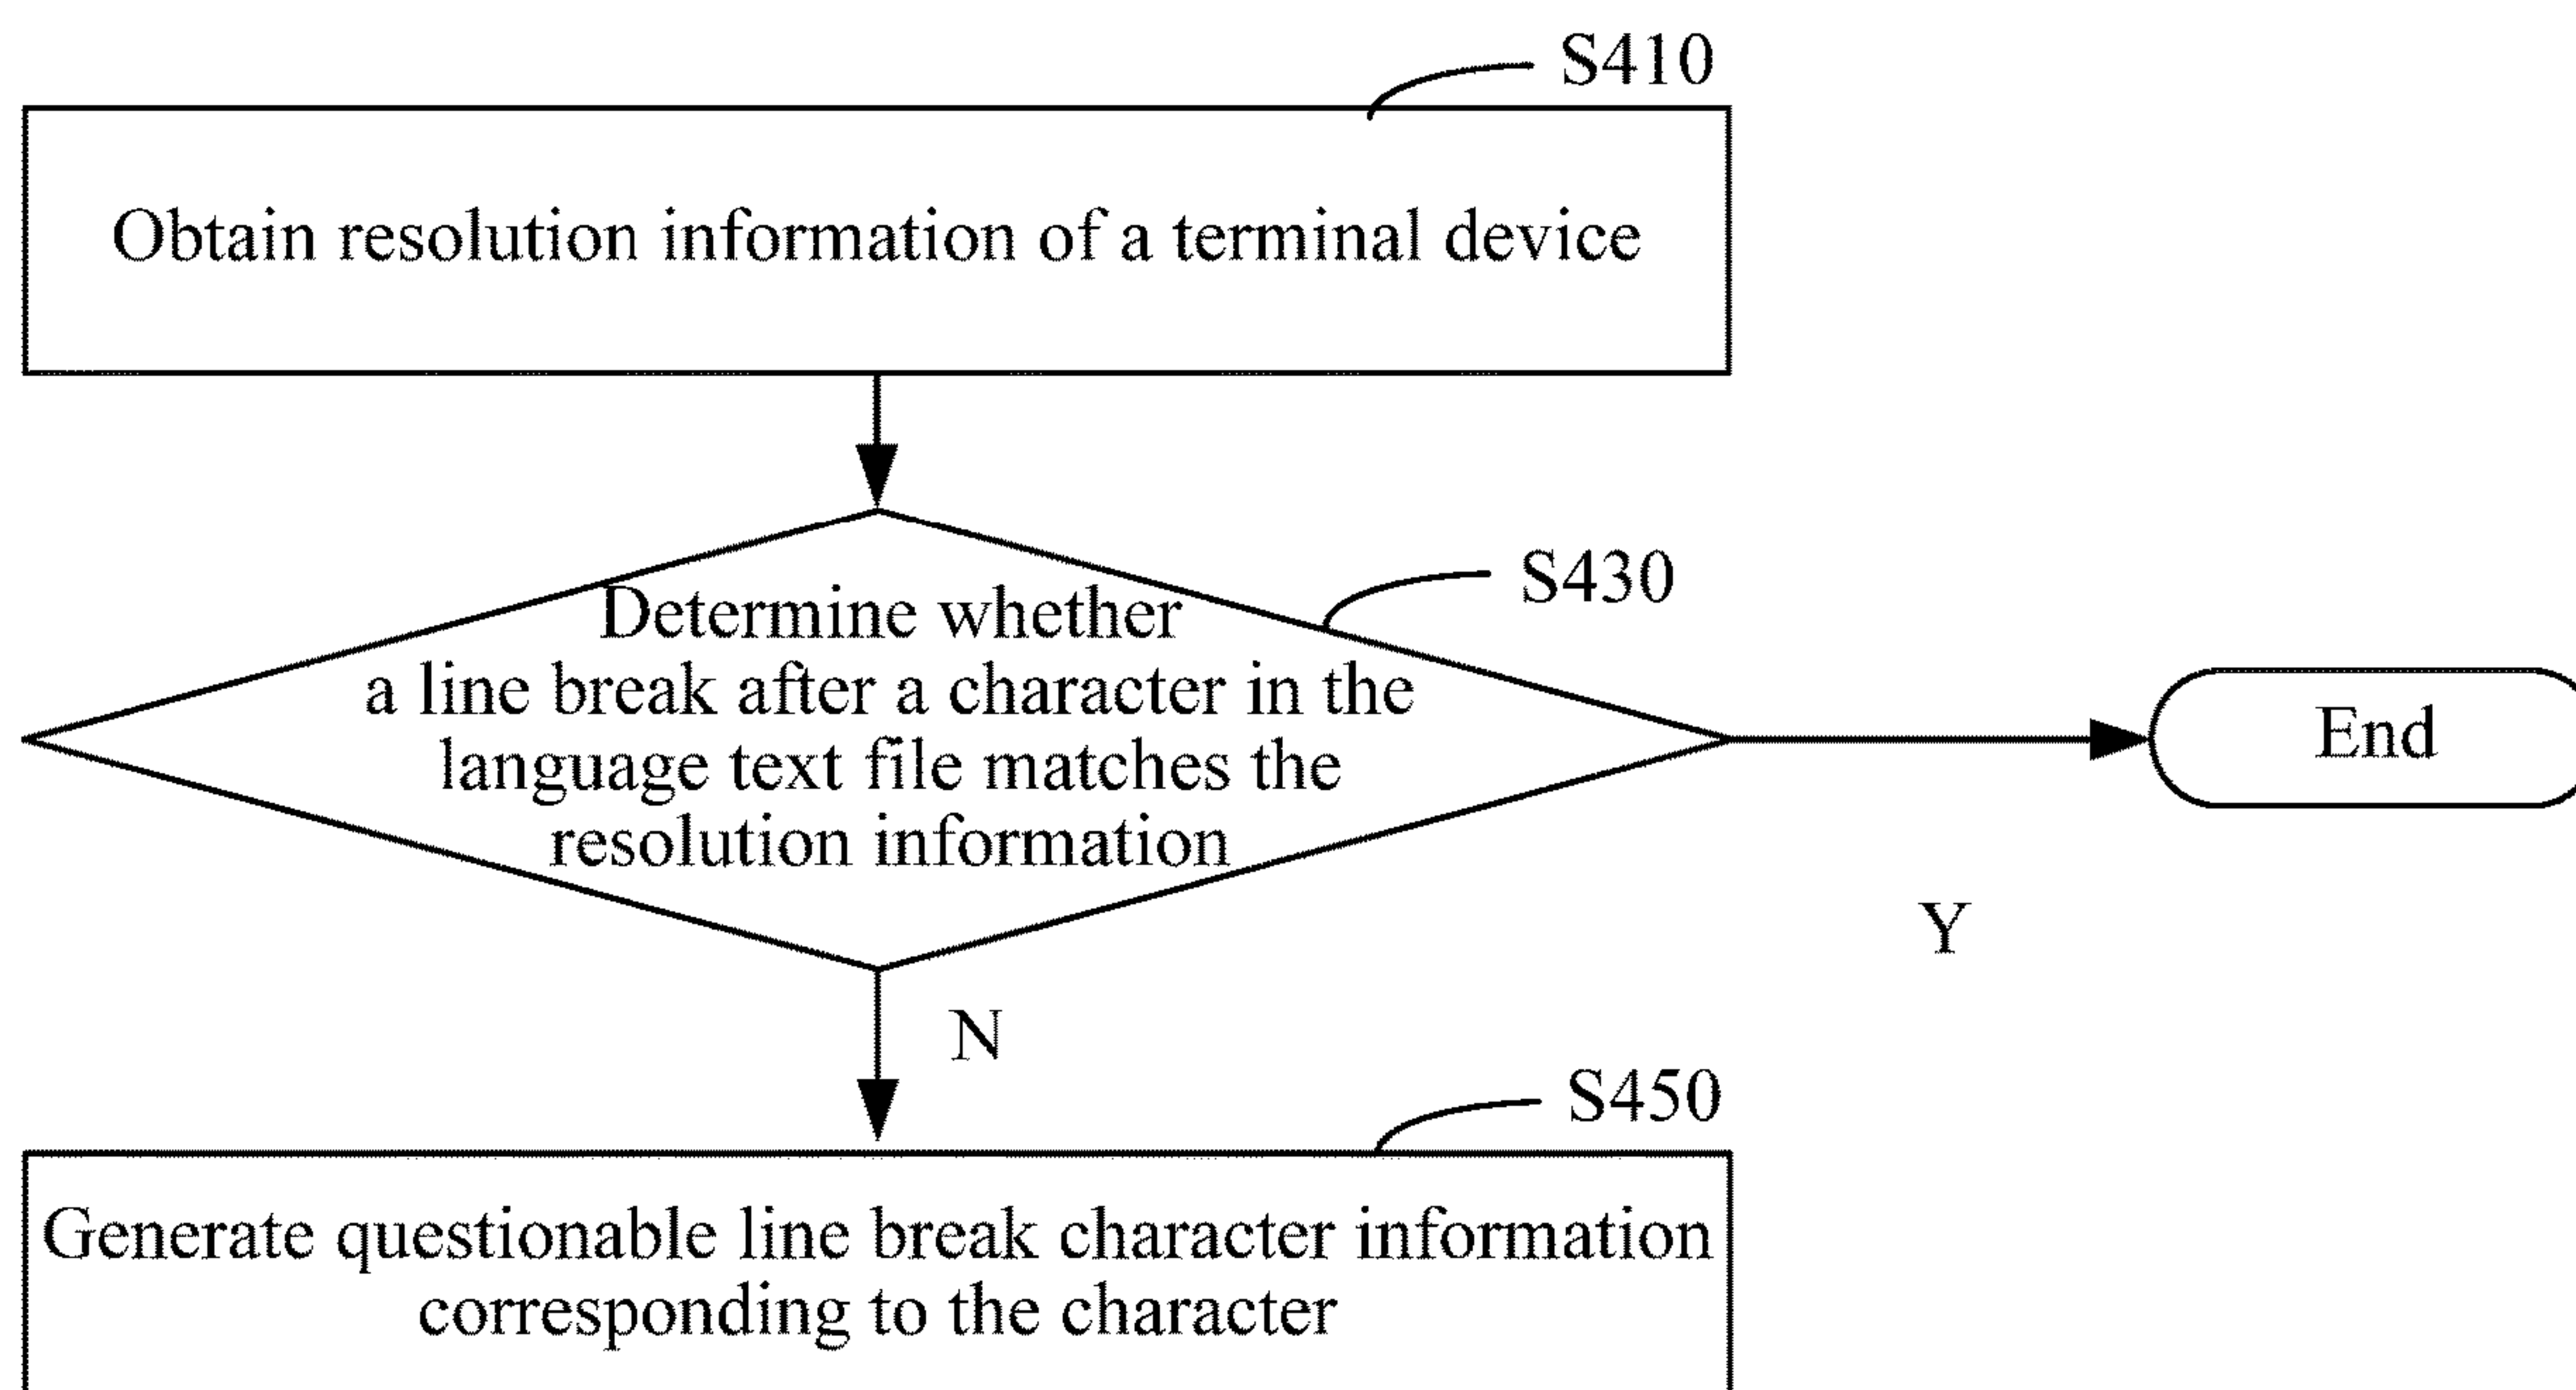 S410
Obtain resolution information of a terminal device
S430
Determine whether
a line break after a character in the
language text file matches the
resolution information
End
Y
N
S450
Generate questionable line break character information
corresponding to the character